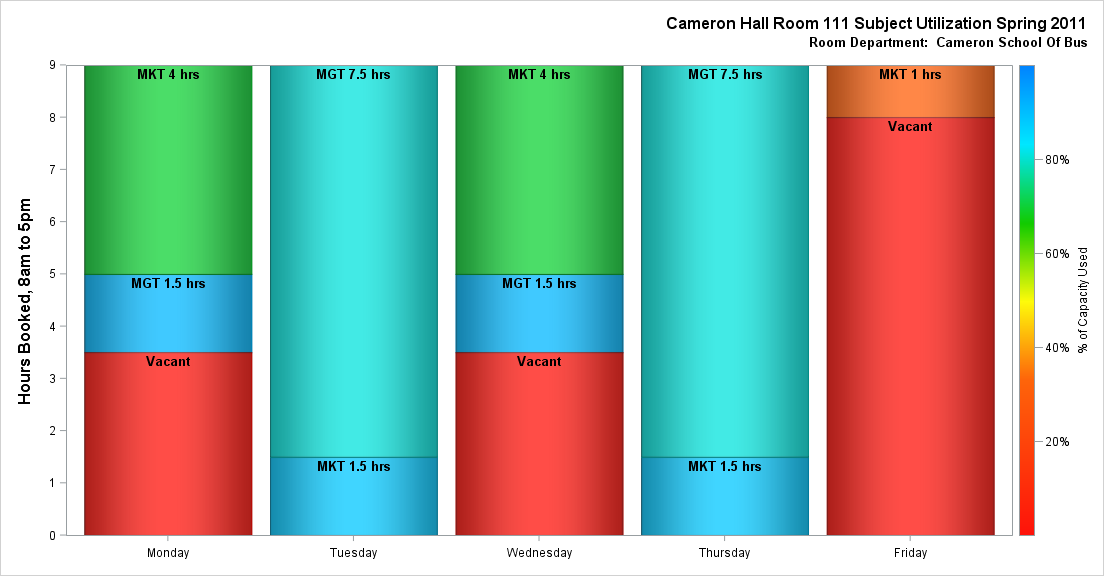 Cameron Hall Room 111 Subject Utilization Spring 2011
Room Department:  Cameron School Of Bus
Hours Booked, 8am to 5pm
9
8
7
6
5
4
3
2
1
0
MKT 4 hrs
MGT 1.5 hrs
Vacant
MGT 7.5 hrs
MKT 1.5 hrs
MKT 4 hrs
MGT 1.5 hrs
Vacant
MGT 7.5 hrs
MKT 1.5 hrs
MKT 1 hrs
Vacant
Monday
Tuesday
Wednesday
Thursday
Friday
80%
60%
40%
20%
% of Capacity Used